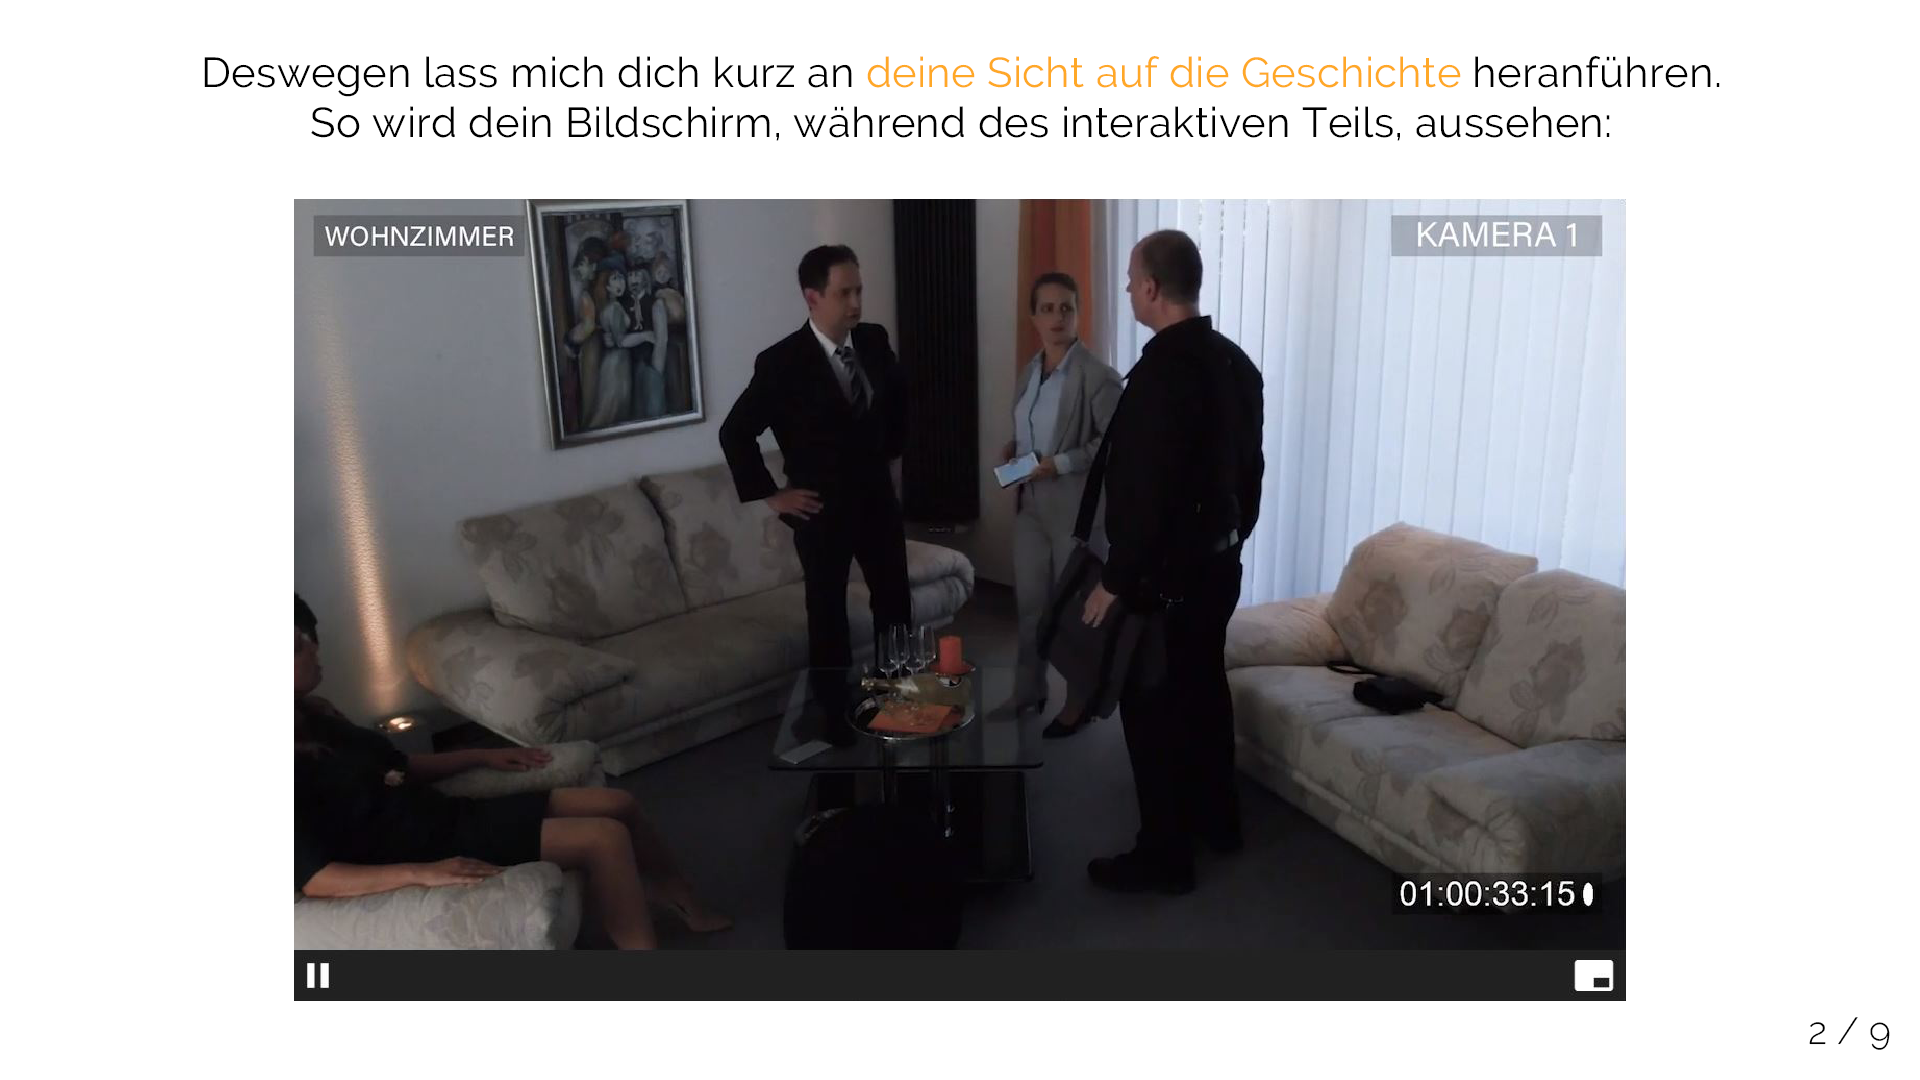 Deswegen lass mich dich kurz an deine Sicht auf die Geschichte heranführen.
So wird dein Bildschirm, während des interaktiven Teils, aussehen:
WOHNZIMMER
KAMERA 1
01:00:33:15
2 / 9